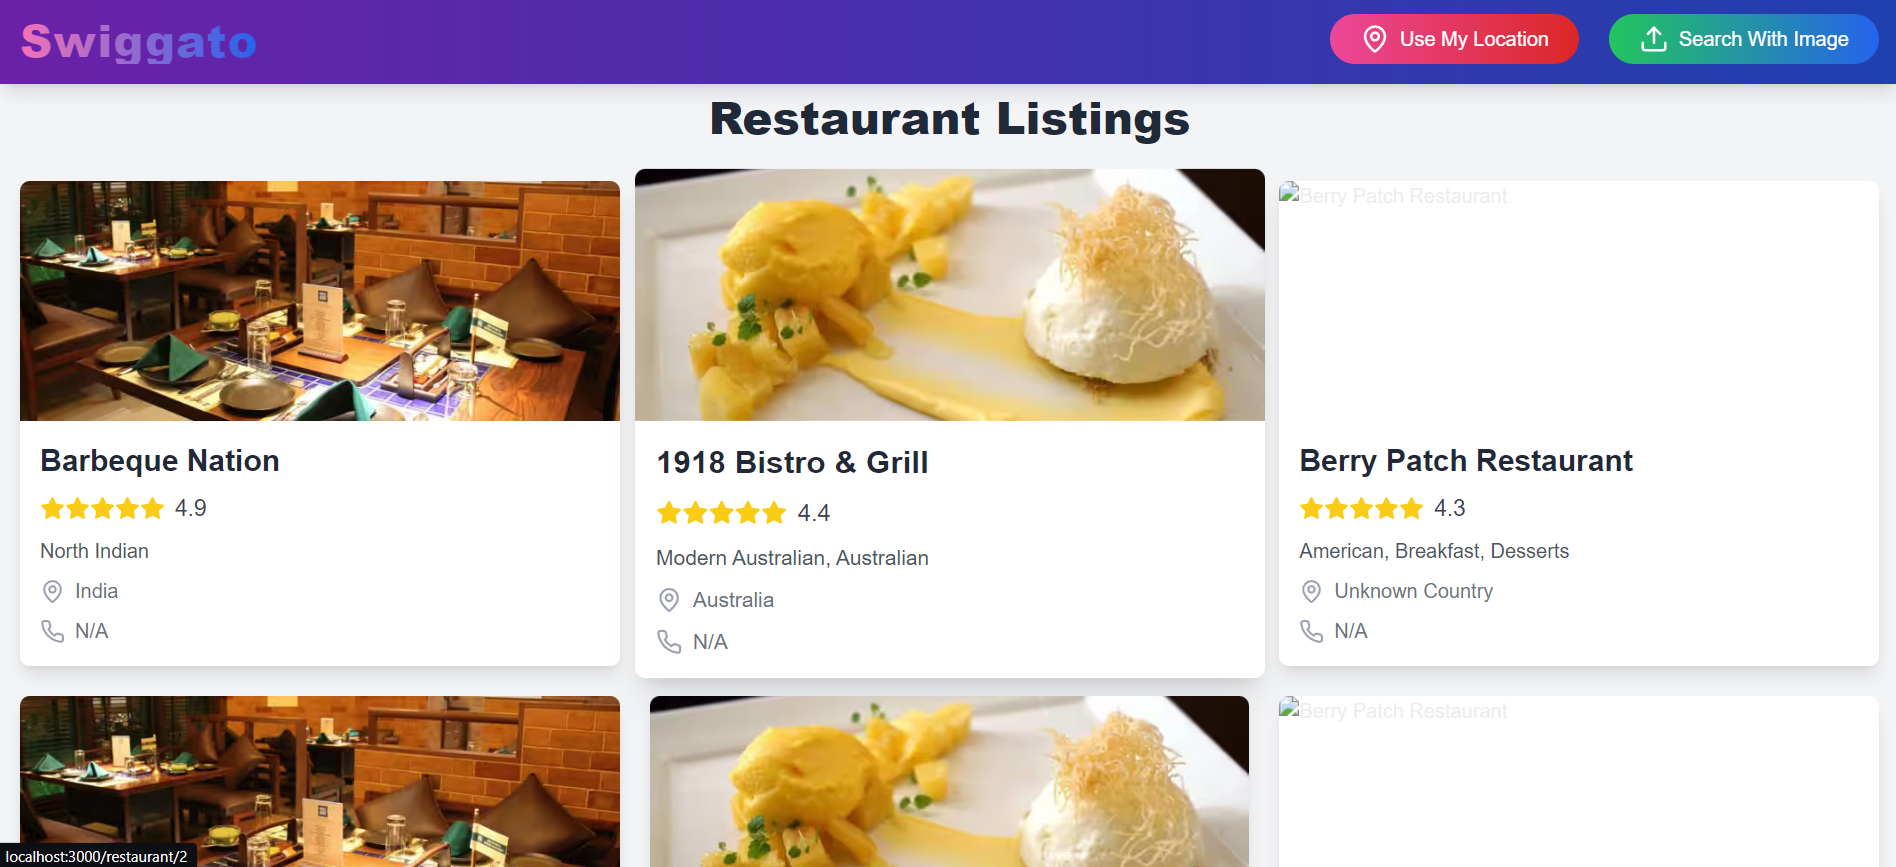 Swiggato
Use My Location
Search With Image
Restaurant Listings
Berry Patch Restaurant
Barbeque Nation
4.9
North Indian
India
N/A
1918 Bistro & Grill
4.4
Modern Australian, Australian
Australia
N/A
Berry Patch Restaurant
4.3
American, Breakfast, Desserts
Unknown Country
N/A
Berry Patch Restaurant
localhost:3000/restaurant/2